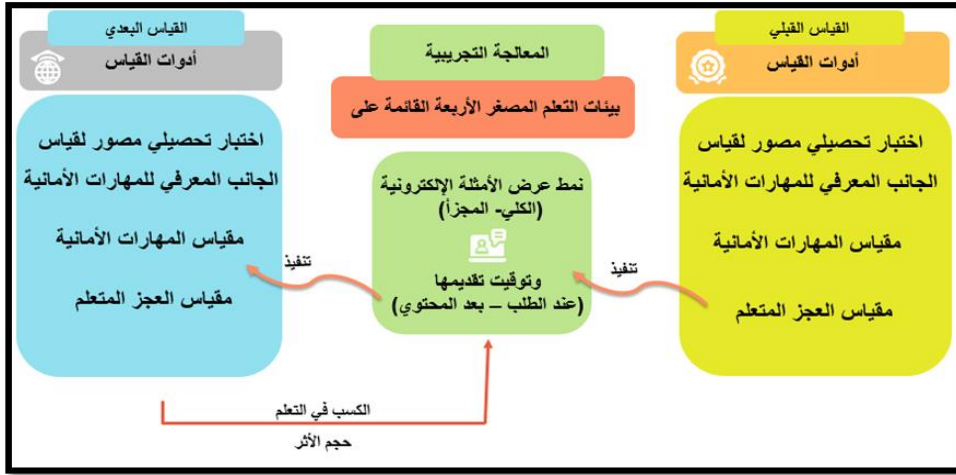 القياس القبلي
أدوات القياس
اختبار تحصيلي مصور لقياس
الجانب المعرفي للمهارات الأمانية
مقياس المهارات الأمانية
مقياس العجز المتعلم
تنفيذ
المعالجة التجريبية
بيئات التعلم المصغر الأربعة القائمة على
نمط عرض الأمثلة الإلكترونية
(الكلي- المجزأ)
وتوقيت تقديمها
(عند الطلب – بعد المحتوي)
تنفيذ
القياس البعدي
أدوات القياس
اختبار تحصيلي مصور لقياس
الجانب المعرفي للمهارات الأمانية
مقياس المهارات الأمانية
مقياس العجز المتعلم
الكسب في التعلم
حجم الأثر